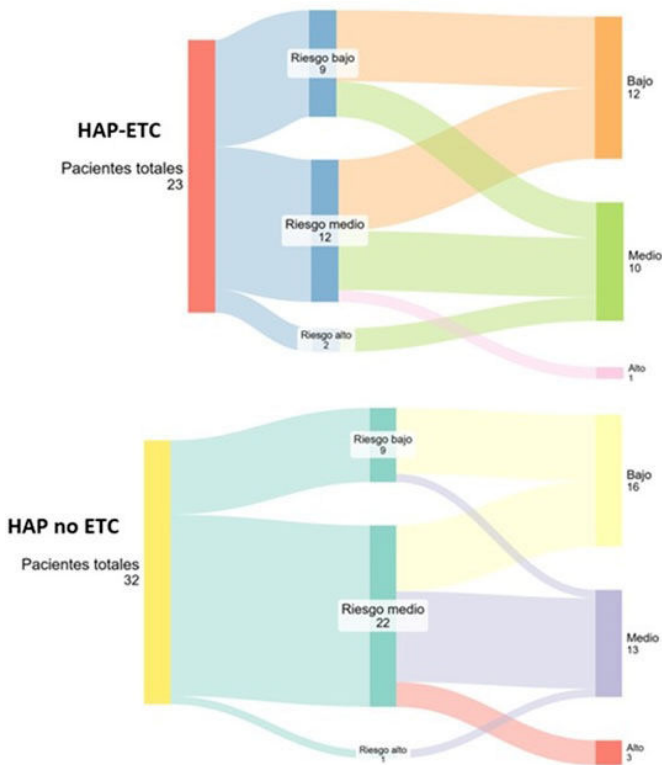 HAP-ETC
Pacientes totales
23
Riesgo bajo
9
Riesgo medio
12
Riesgo alto
2
Bajo
12
Medio
10
Alto
1
HAP no ETC
Pacientes totales
32
Riesgo bajo
9
Riesgo medio
22
Riesgo alto
1
Bajo
16
Medio
13
Alto
3